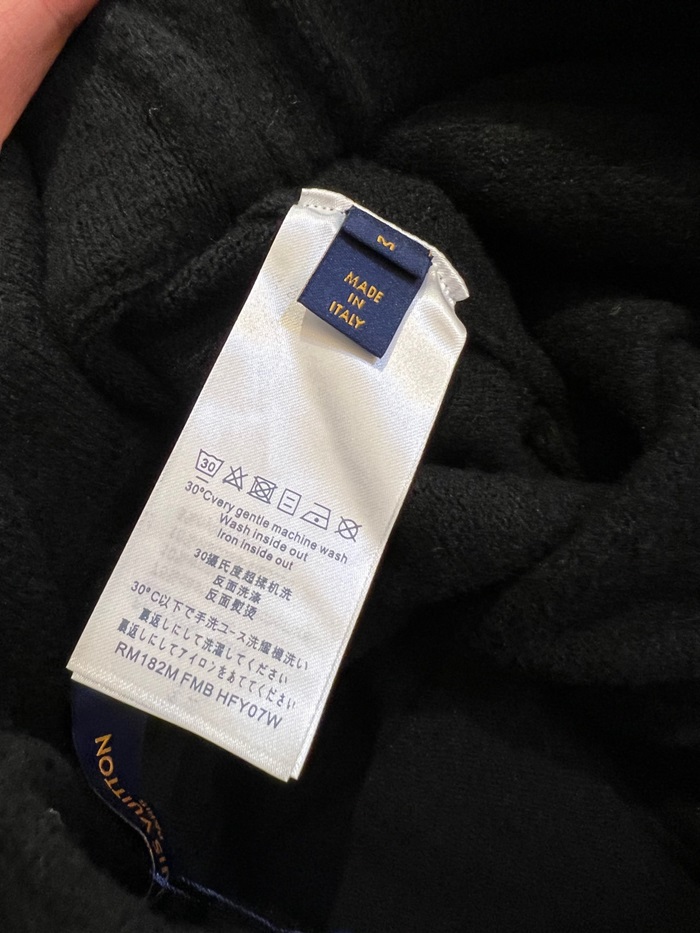 M
MADE
IN
ITALY
30
30°Cvery gentle machine wash
Wash inside out
Iron inside out
30攝氏度超揉机洗
反面洗滌
反面熨烫
30°C以下で手洗コース洗濯機洗い
裏返しにして洗濯してください
裏返しにしてアイロンをあててください
RM182M FMB HFY07W
VUITTON